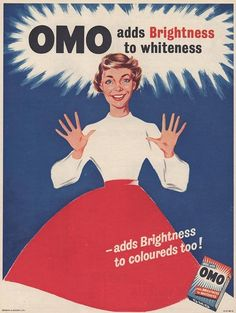 OMO adds Brightness
to whiteness
– adds Brightness
to coloureds too!
OMO